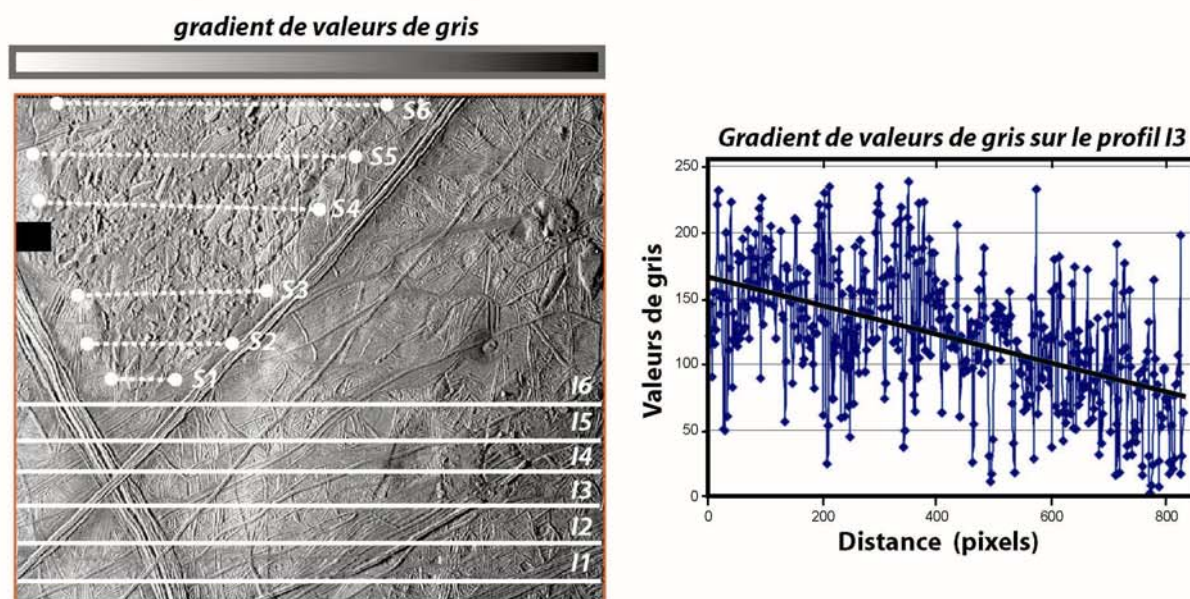 gradient de valeurs de gris
S6
S5
S4
S3
S2
S1
I6
I5
I4
I3
I2
I1
Gradient de valeurs de gris sur le profil I3
Valeurs de gris
250
200
150
100
50
0
0 200 400 600 800
Distance (pixels)